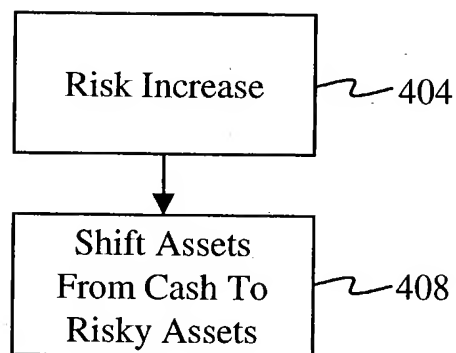 Risk Increase
404
Shift Assets
From Cash To
Risky Assets
408